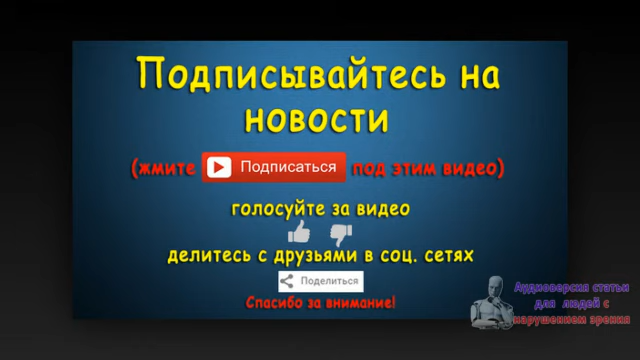 Подписывайтесь на
новости
(жмите Подписаться под этим видео)
голосуйте за видео
делитесь с друзьями в соц. сетях
Поделиться
Спасибо за внимание!
Аудиоверсия статьи
для людей с
нарушением зрения